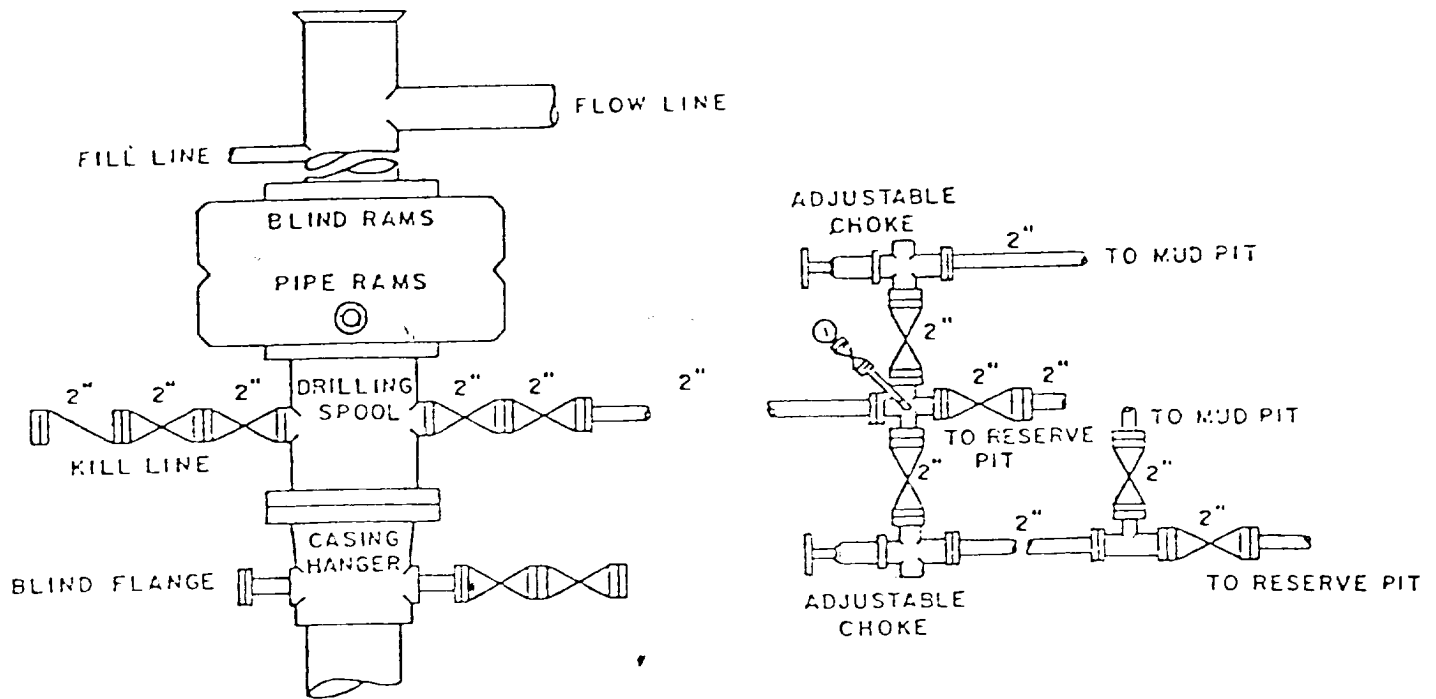 FLOW LINE
FILL LINE
BLIND RAMS
PIPE RAMS
2" 2" 2"
DRILLING
SPOOL
2" 2" 2"
KILL LINE
CASING
HANGER
BLIND FLANGE
ADJUSTABLE
CHOKE
2"
TO MUD PIT
2"
2" 2"
TO RESERVE
PIT
TO MUD PIT
2"
2"
2"
2"
TO RESERVE PIT
ADJUSTABLE
CHOKE